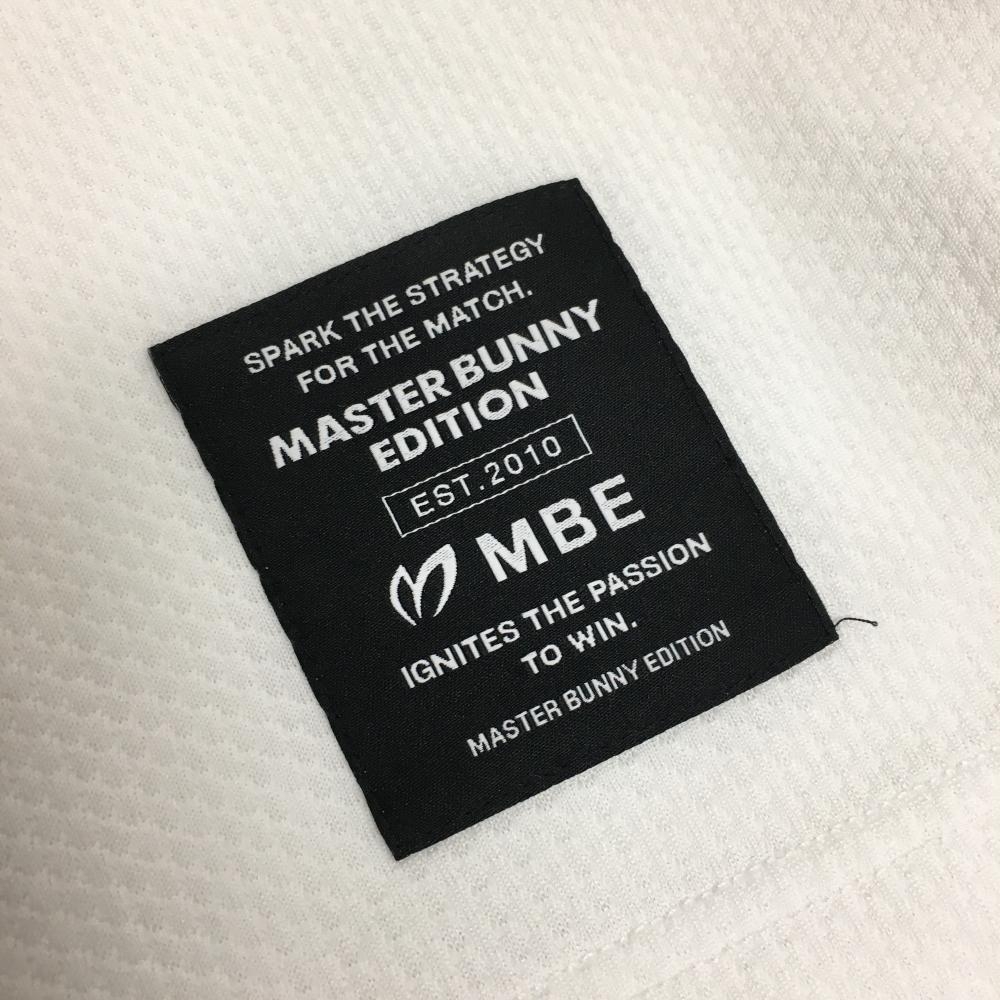 SPARK THE STRATEGY
FOR THE MATCH.
MASTER BUNNY
EDITION
EST.2010
MBE
IGNITES THE PASSION
TO WIN.
MASTER BUNNY EDITION